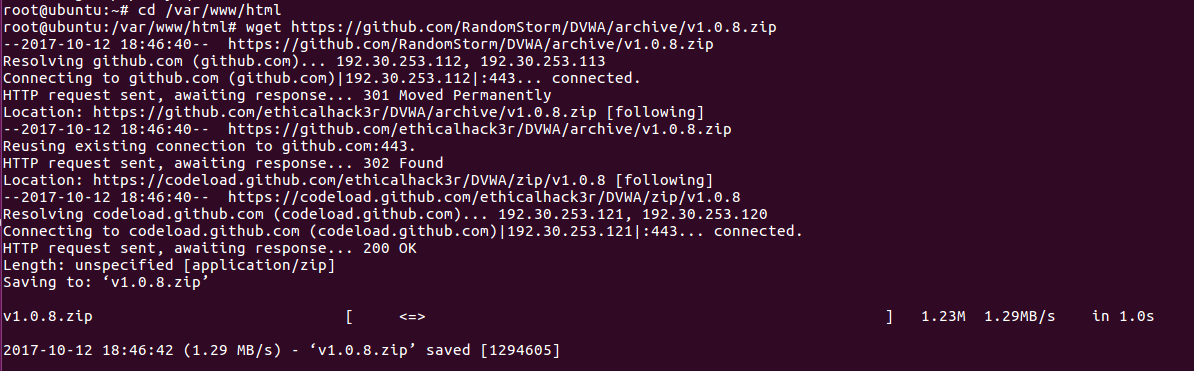 root@ubuntu:~# cd /var/www/html
root@ubuntu:/var/www/html# wget https://github.com/RandomStorm/DVWA/archive/v1.0.8.zip
--2017-10-12 18:46:40--  https://github.com/RandomStorm/DVWA/archive/v1.0.8.zip
Resolving github.com (github.com)... 192.30.253.112, 192.30.253.113
Connecting to github.com (github.com)|192.30.253.112|:443... connected.
HTTP request sent, awaiting response... 301 Moved Permanently
Location: https://github.com/ethicalhack3r/DVWA/archive/v1.0.8.zip [following]
--2017-10-12 18:46:40--  https://github.com/ethicalhack3r/DVWA/archive/v1.0.8.zip
Reusing existing connection to github.com:443.
HTTP request sent, awaiting response... 302 Found
Location: https://codeload.github.com/ethicalhack3r/DVWA/zip/v1.0.8 [following]
--2017-10-12 18:46:40--  https://codeload.github.com/ethicalhack3r/DVWA/zip/v1.0.8
Resolving codeload.github.com (codeload.github.com)... 192.30.253.121, 192.30.253.120
Connecting to codeload.github.com (codeload.github.com)|192.30.253.121|:443... connected.
HTTP request sent, awaiting response... 200 OK
Length: unspecified [application/zip]
Saving to: ‘v1.0.8.zip’
v1.0.8.zip                            [     <=>                                                   ]   1.23M  1.29MB/s    in 1.0s
2017-10-12 18:46:42 (1.29 MB/s) - ‘v1.0.8.zip’ saved [1294605]